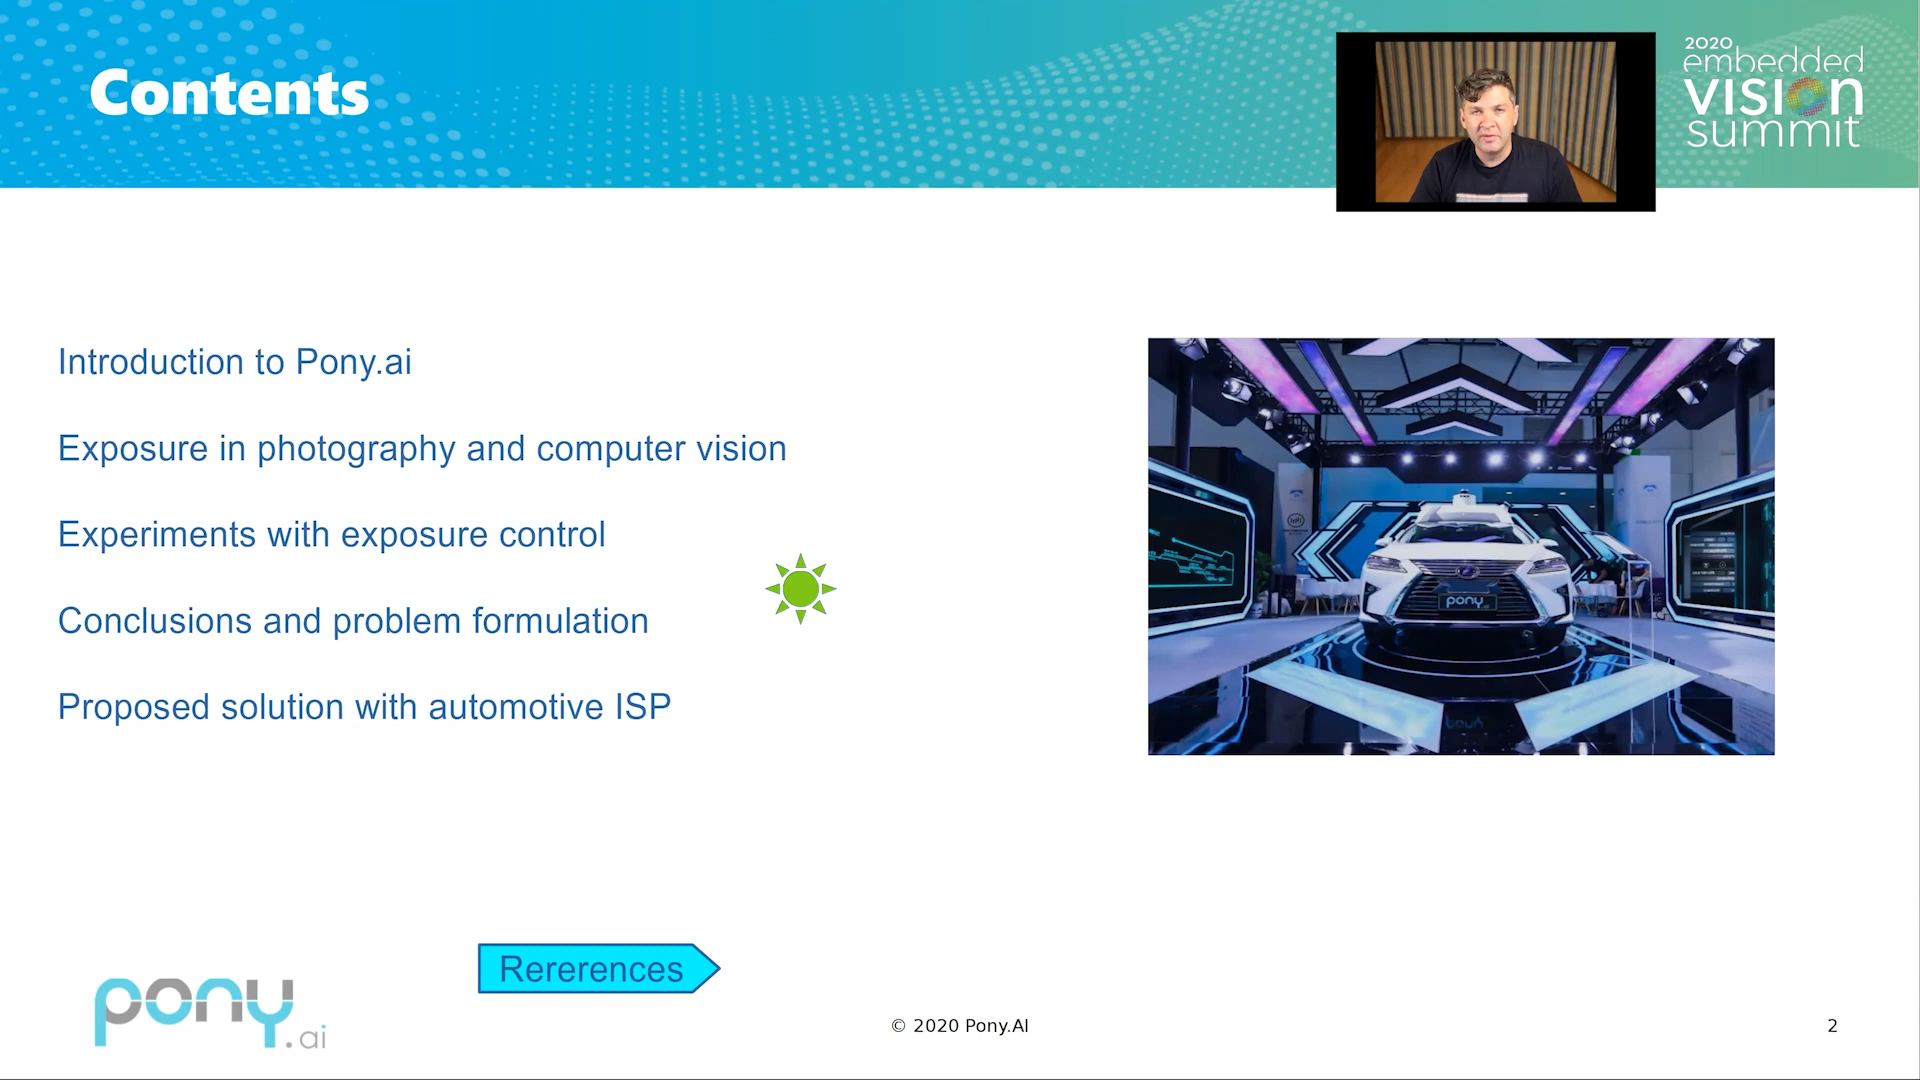 Contents
2020
embedded
vision
summit
Introduction to Pony.ai
Exposure in photography and computer vision
Experiments with exposure control
Conclusions and problem formulation
Proposed solution with automotive ISP
pony
Rererences
pony.ai
© 2020 Pony.AI
2